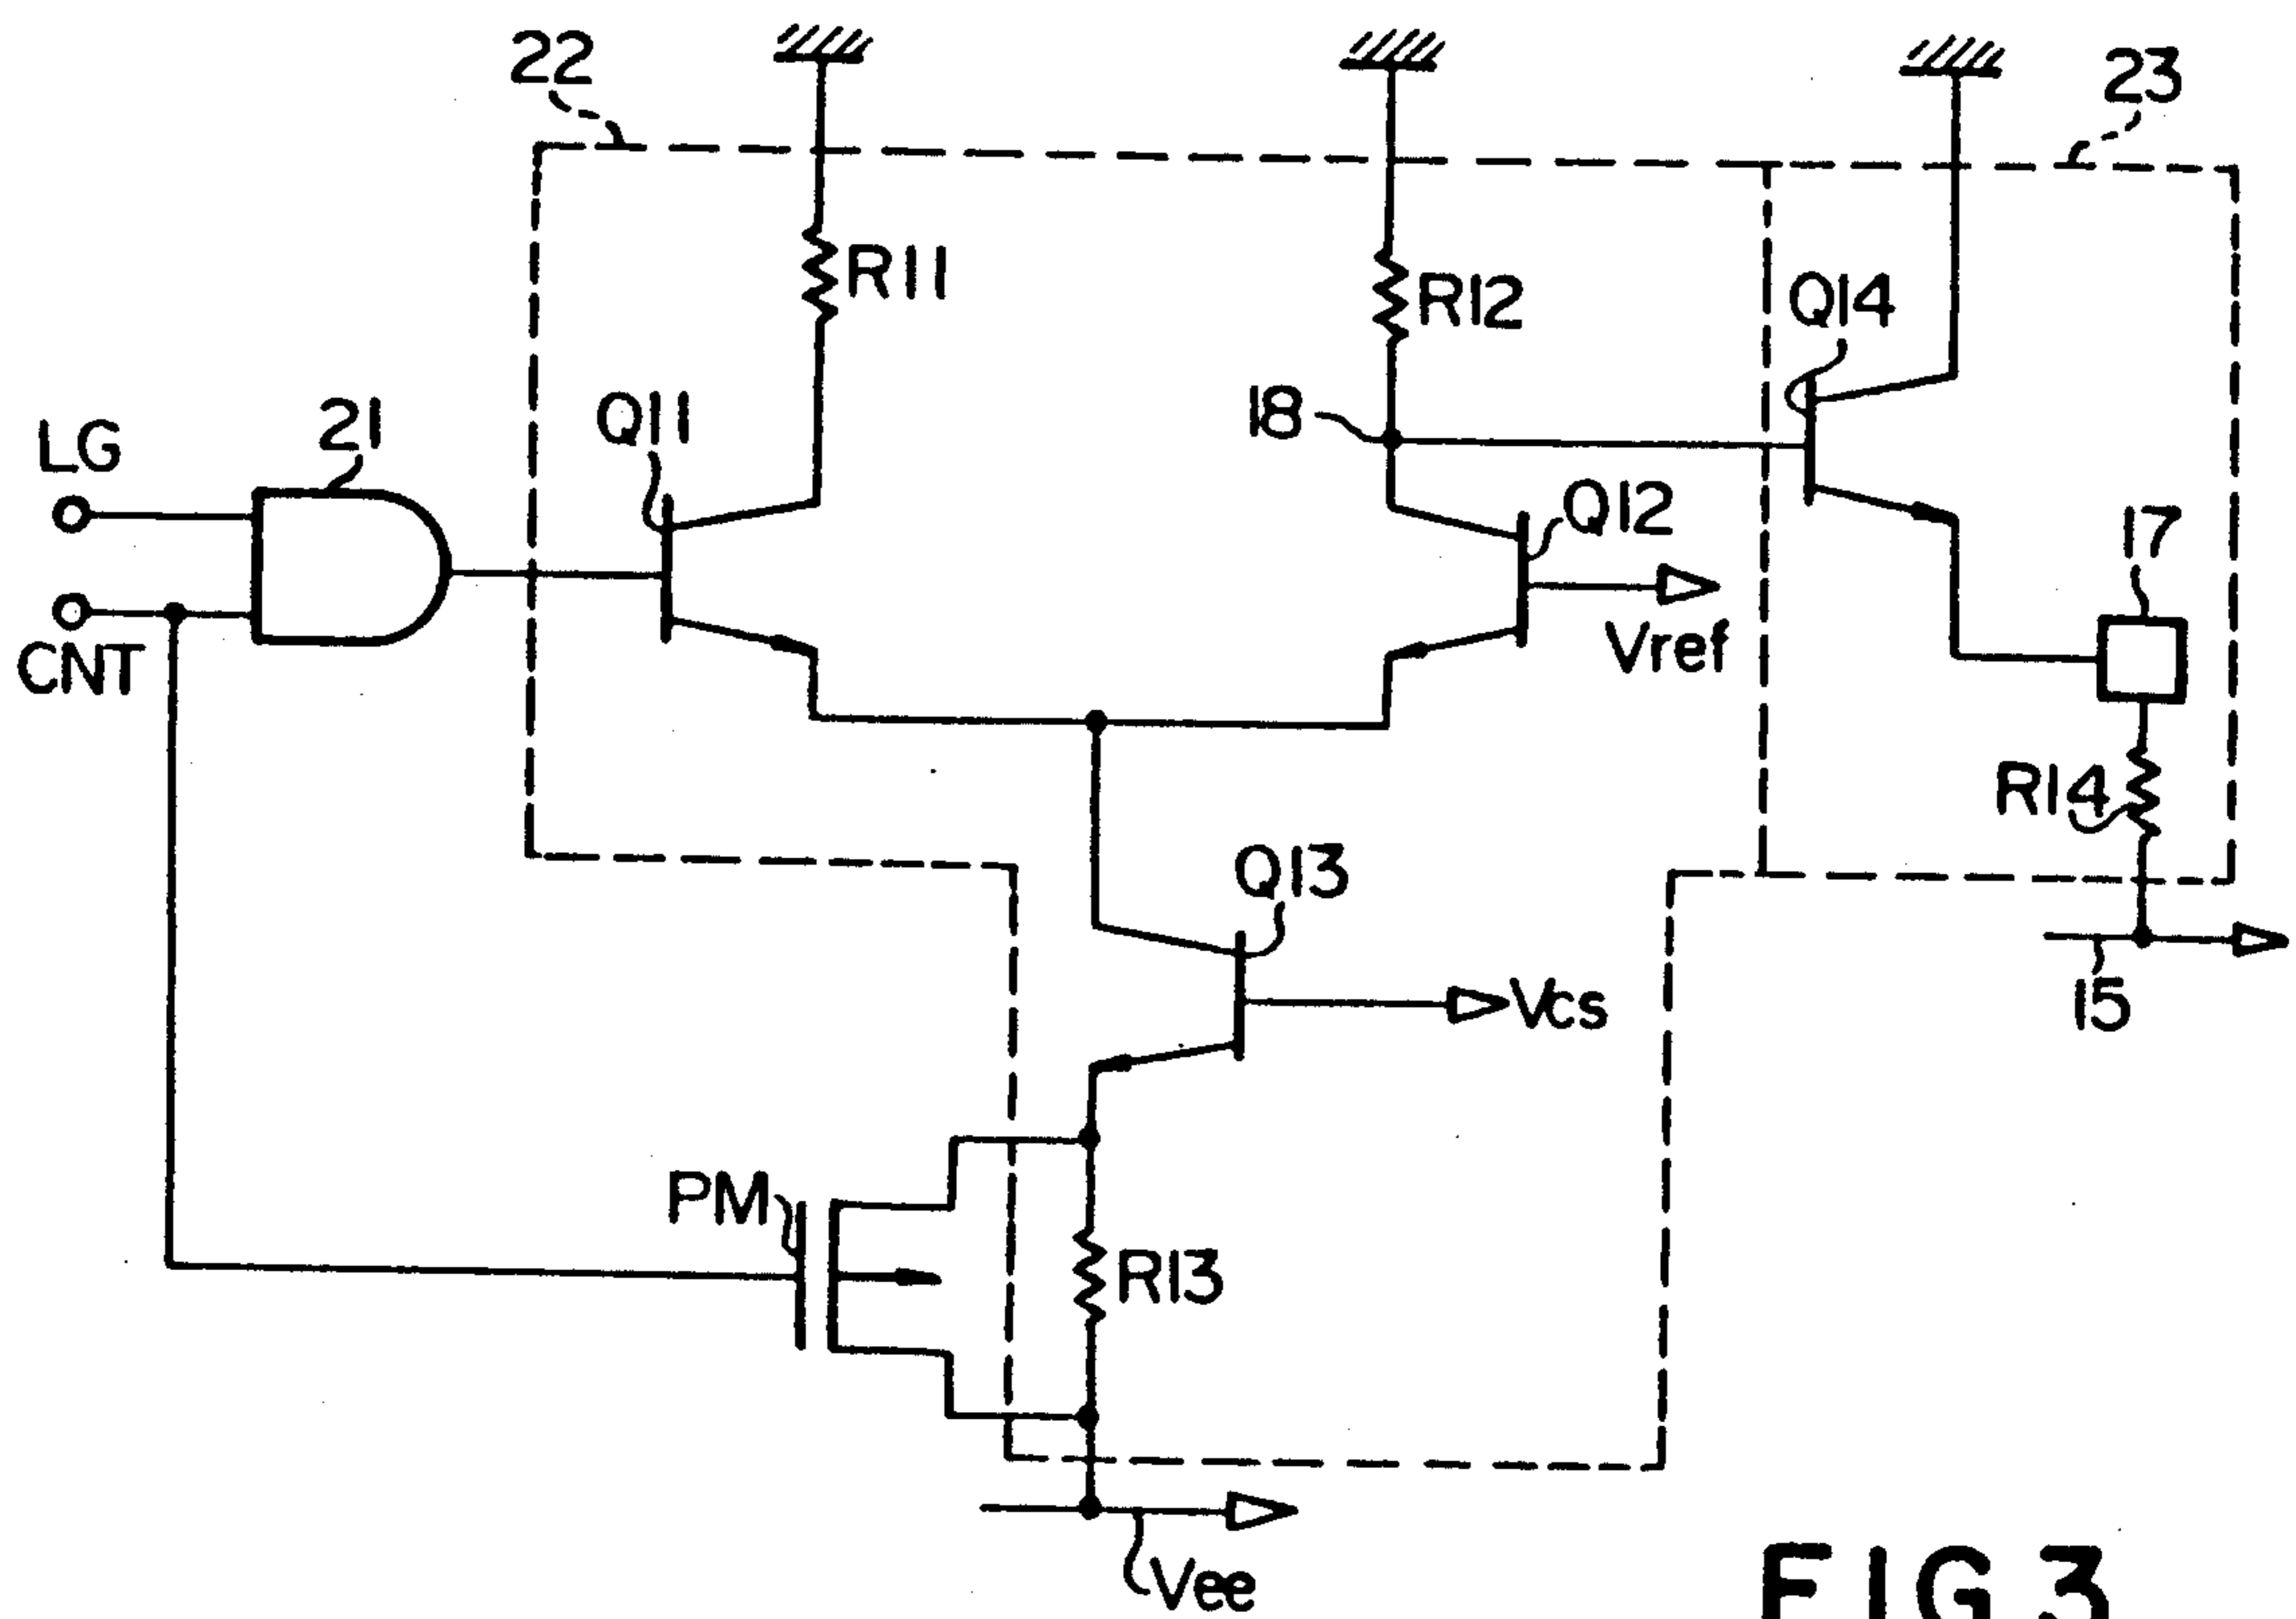 22
23
R11
R12
Q14
LG
21
Q11
18
Q12
17
CNT
Vref
R14
Q13
15
Vcs
PM
R13
Vee
FIG.3